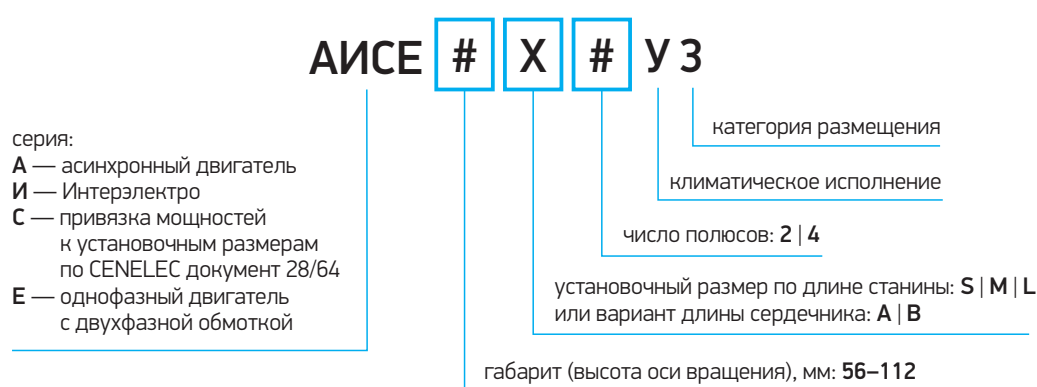 АИСЕ # X # У 3
категория размещения
климатическое исполнение
число полюсов: 2 | 4
установочный размер по длине станины: S | M | L
или вариант длины сердечника: A | B
габарит (высота оси вращения), мм: 56–112
серия:
А — асинхронный двигатель
И — Интерэлектро
С — привязка мощностей
к установочным размерам
по CENELEC документ 28/64
Е — однофазный двигатель
с двухфазной обмоткой